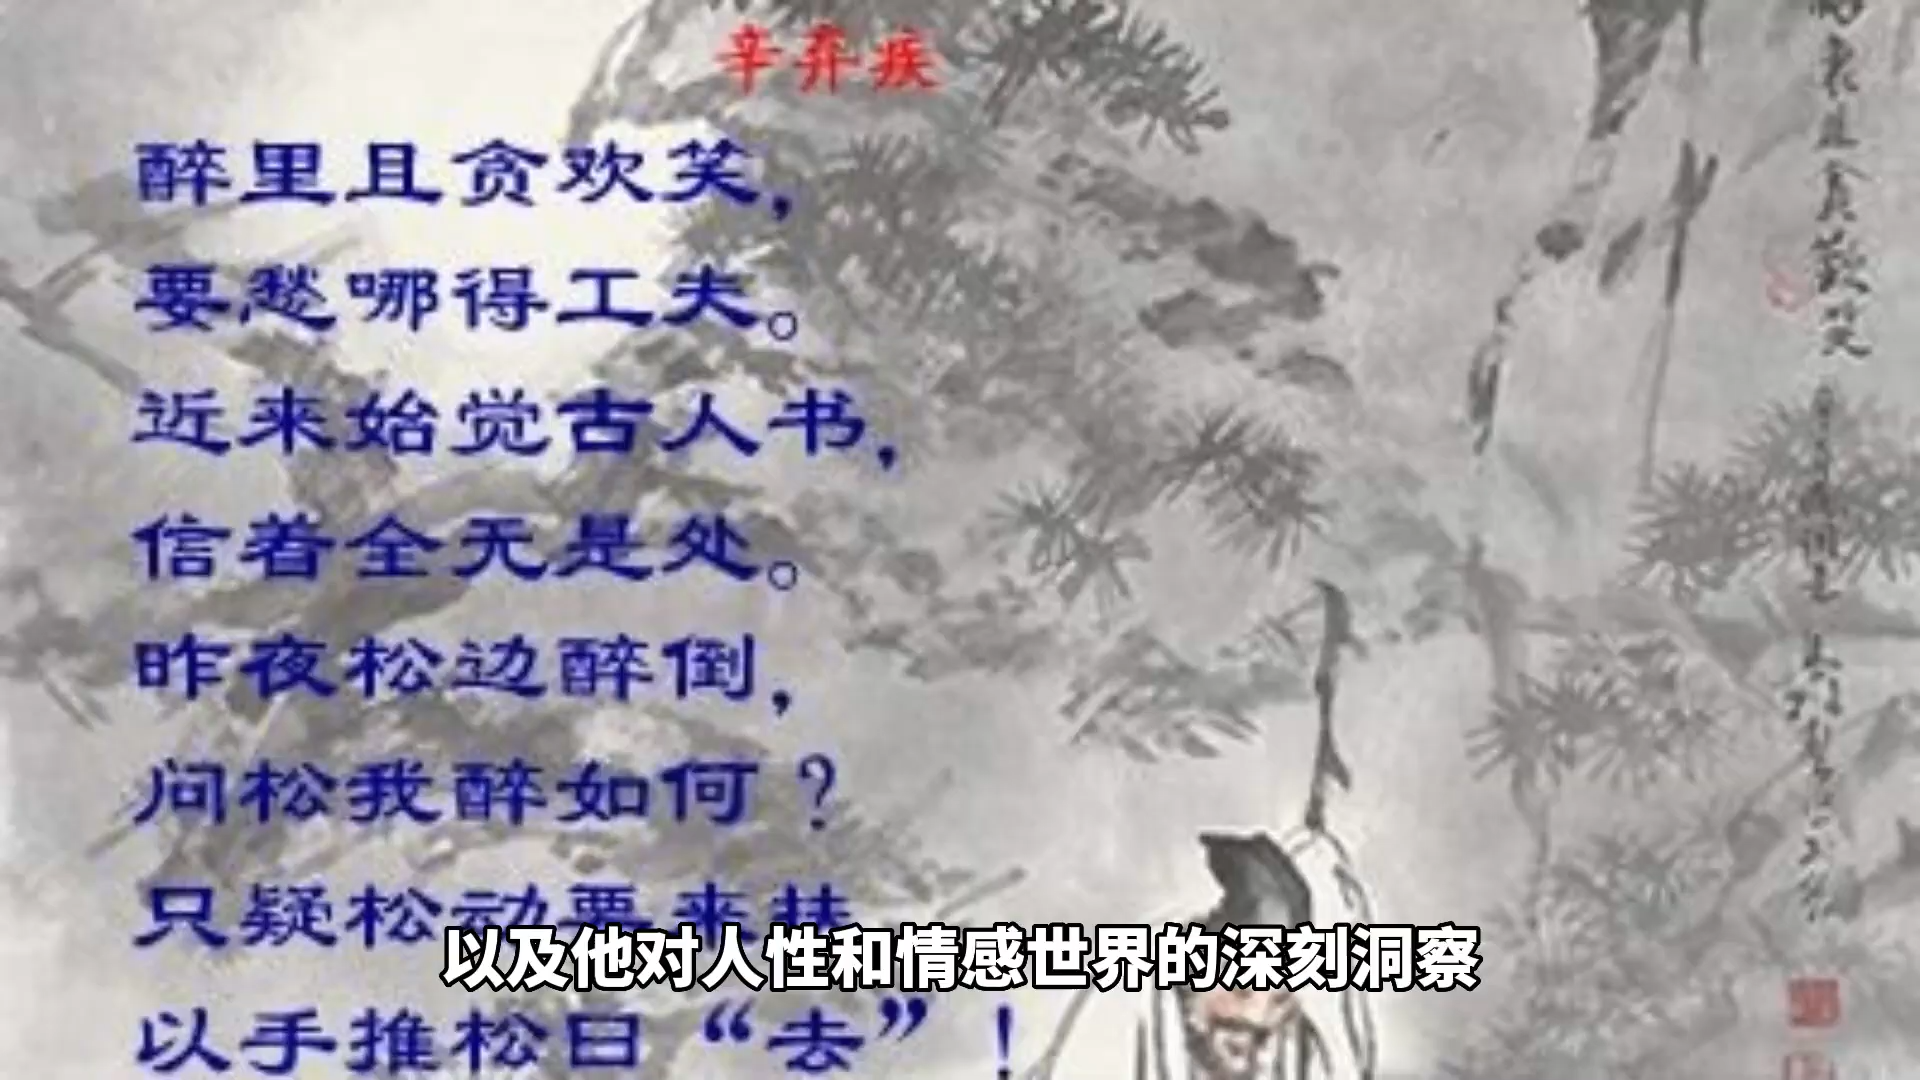 辛弃疾
醉里且贪欢笑，
要愁哪得工夫。
近来始觉古人书，
信着全无是处。
昨夜松边醉倒，
问松我醉如何？
只疑松动要来扶
以手推松曰“去”！
以及他对人性和情感世界的深刻洞察